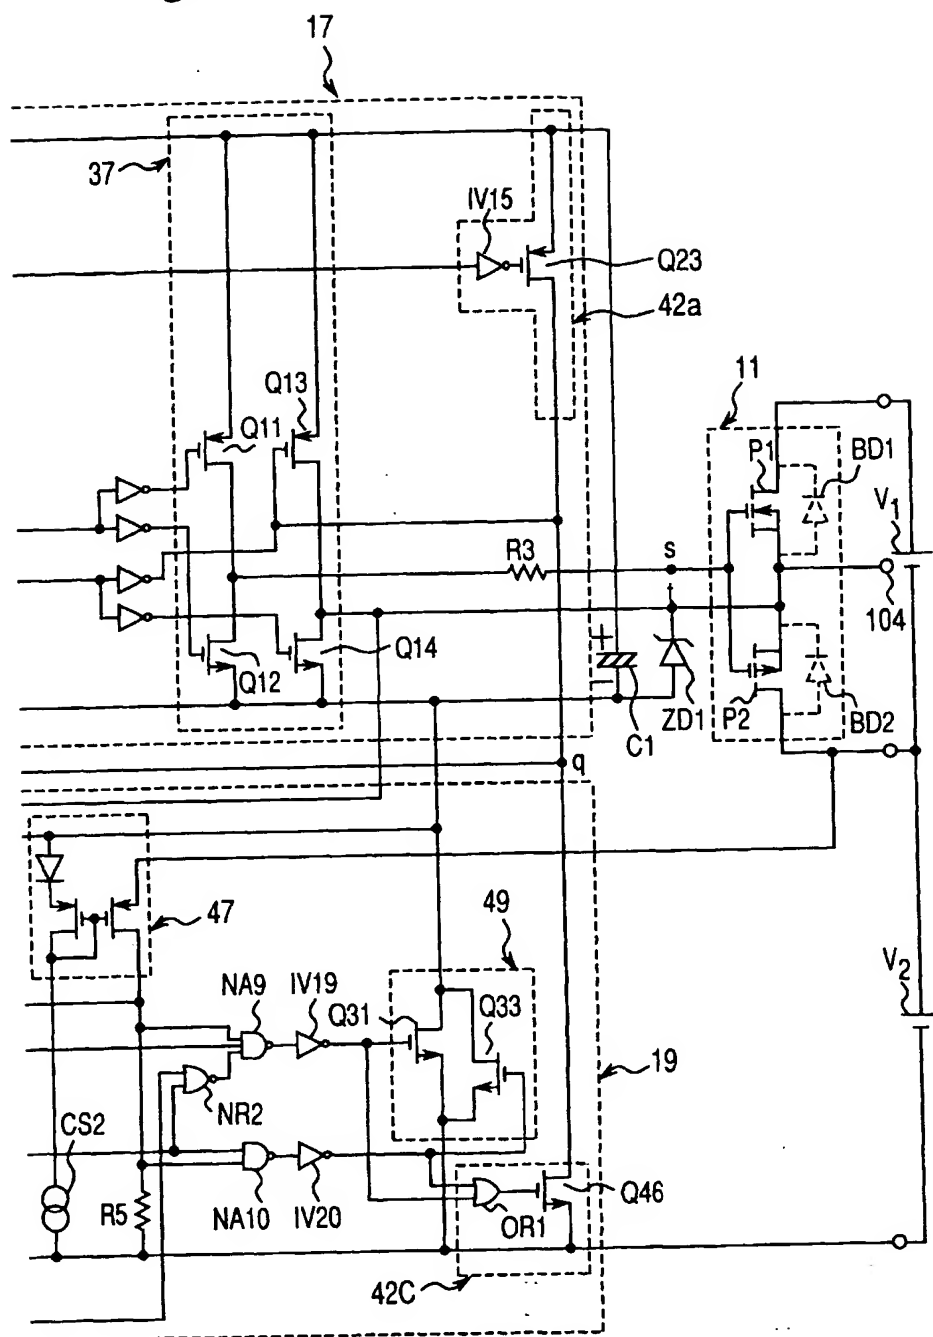 17
37
IV15
Q23
42a
Q13
Q11
11
P1
BD1
V1
R3
s
t
104
Q14
Q12
+
−
C1
ZD1
P2
BD2
q
47
49
V2
NA9
IV19
Q31
Q33
19
NR2
CS2
R5
NA10
IV20
OR1
Q46
42C